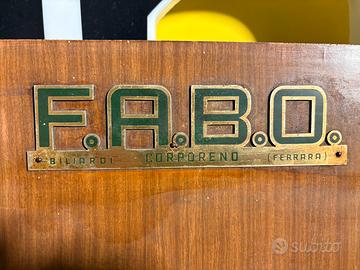 F.A.B.O.
BILIARDI CORPORENO (FERRARA)
subito